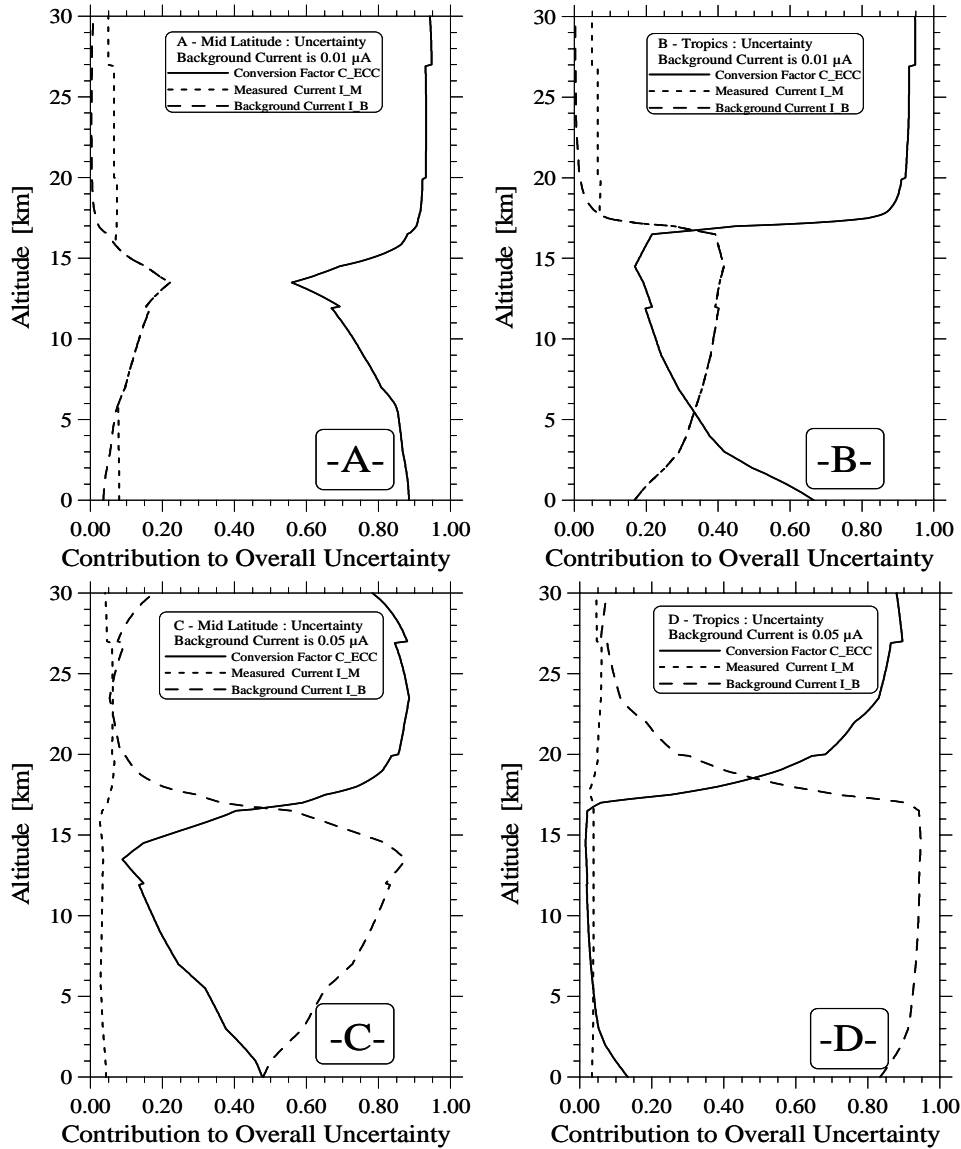 30
25
20
15
10
5
0
Altitude [km]
A - Mid Latitude : Uncertainty
Background Current is 0.01 µA
Conversion Factor C_ECC
Measured Current I_M
Background Current I_B
-A-
0.00 0.20 0.40 0.60 0.80 1.00
Contribution to Overall Uncertainty
30
25
20
15
10
5
0
Altitude [km]
B - Tropics : Uncertainty
Background Current is 0.01 µA
Conversion Factor C_ECC
Measured Current I_M
Background Current I_B
-B-
0.00 0.20 0.40 0.60 0.80 1.00
Contribution to Overall Uncertainty
30
25
20
15
10
5
0
Altitude [km]
C - Mid Latitude : Uncertainty
Background Current is 0.05 µA
Conversion Factor C_ECC
Measured Current I_M
Background Current I_B
-C-
0.00 0.20 0.40 0.60 0.80 1.00
Contribution to Overall Uncertainty
30
25
20
15
10
5
0
Altitude [km]
D - Tropics : Uncertainty
Background Current is 0.05 µA
Conversion Factor C_ECC
Measured Current I_M
Background Current I_B
-D-
0.00 0.20 0.40 0.60 0.80 1.00
Contribution to Overall Uncertainty